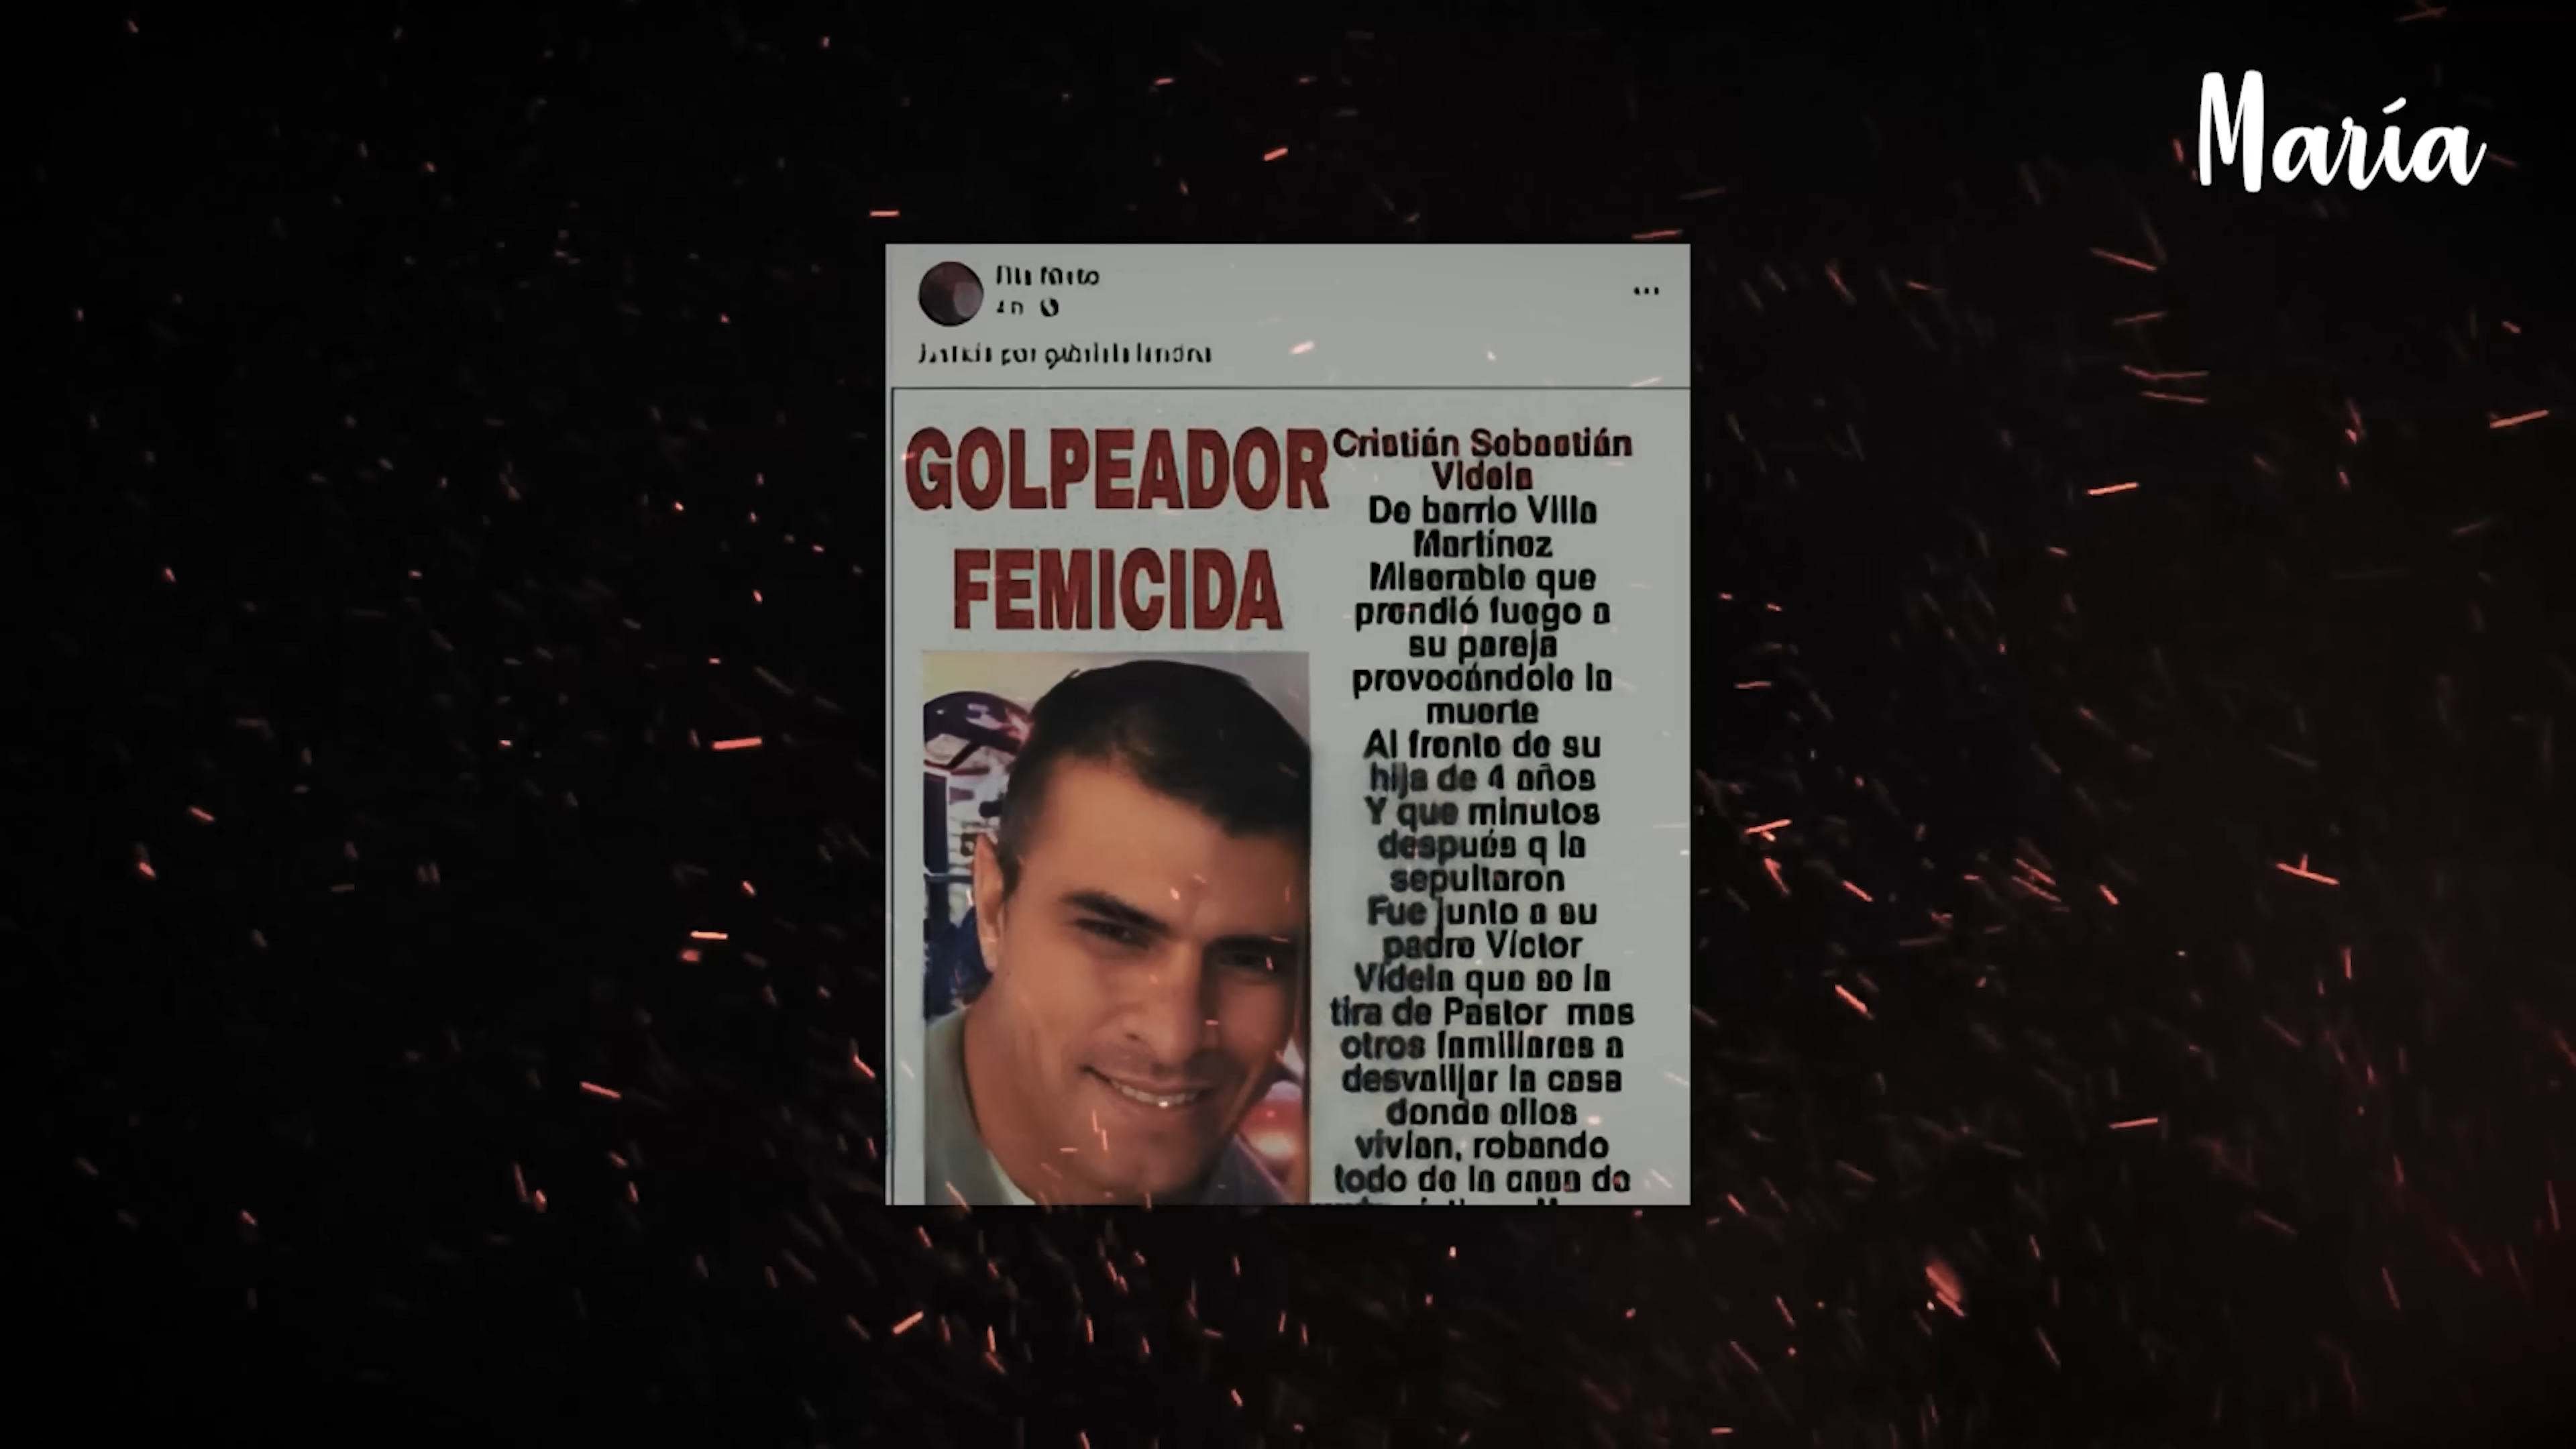 María
GOLPEADOR
FEMICIDA
Cristián Sebastián
Videla
De barrio Villa
Martínez
Miserable que
prendió fuego a
su pareja
provocándole la
muerte
Al frente de su
hija de 4 años
Y que minutos
después q la
sepultaron
Fue junto a su
padre Víctor
Videla que se la
tira de Pastor mas
otros familiares a
desvalijar la casa
donde ellos
vivían, robando
todo de la casa de